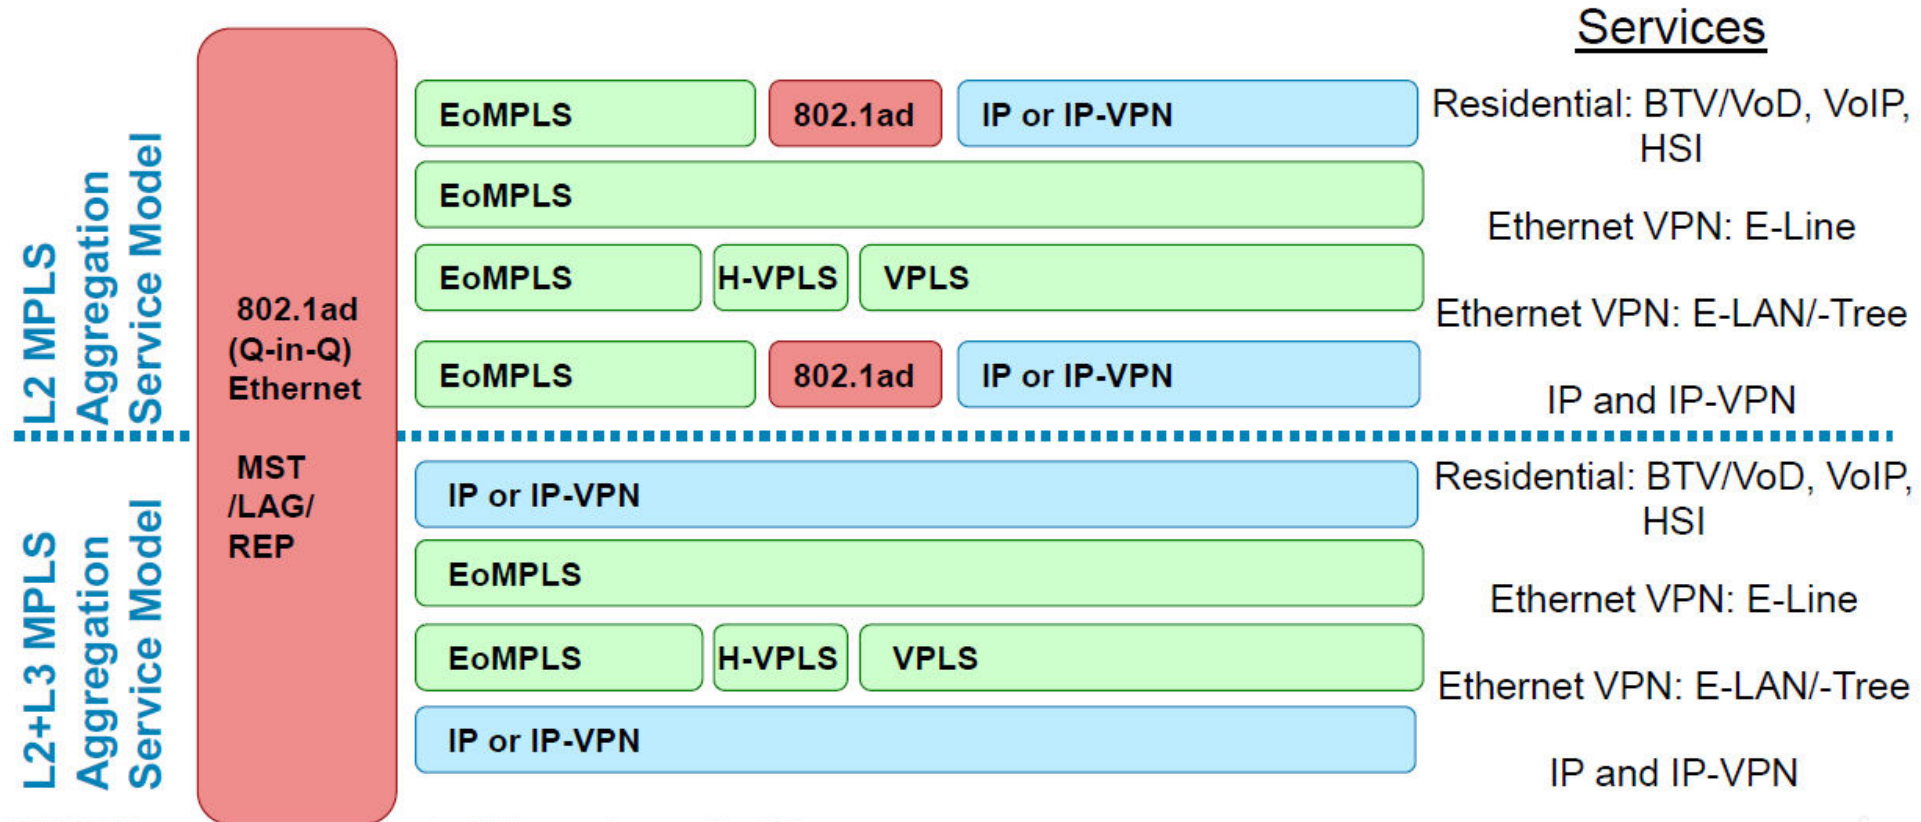 Services
L2 MPLS
Aggregation
Service Model
802.1ad
(Q-in-Q)
Ethernet
MST
/LAG/
REP
EoMPLS 802.1ad IP or IP-VPN
Residential: BTV/VoD, VoIP,
HSI
EoMPLS
Ethernet VPN: E-Line
EoMPLS H-VPLS VPLS
Ethernet VPN: E-LAN/-Tree
EoMPLS 802.1ad IP or IP-VPN
IP and IP-VPN
L2+L3 MPLS
Aggregation
Service Model
IP or IP-VPN
Residential: BTV/VoD, VoIP,
HSI
EoMPLS
Ethernet VPN: E-Line
EoMPLS H-VPLS VPLS
Ethernet VPN: E-LAN/-Tree
IP or IP-VPN
IP and IP-VPN